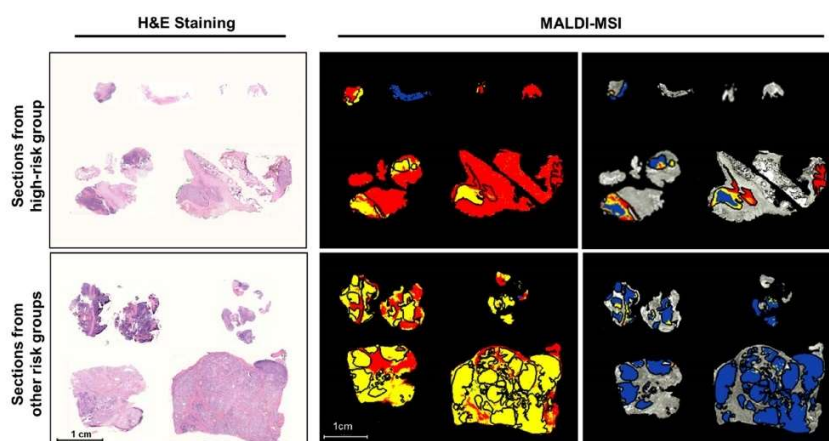 H&E Staining
MALDI-MSI
Sections from
high-risk group
Sections from
other risk groups
1 cm
1cm